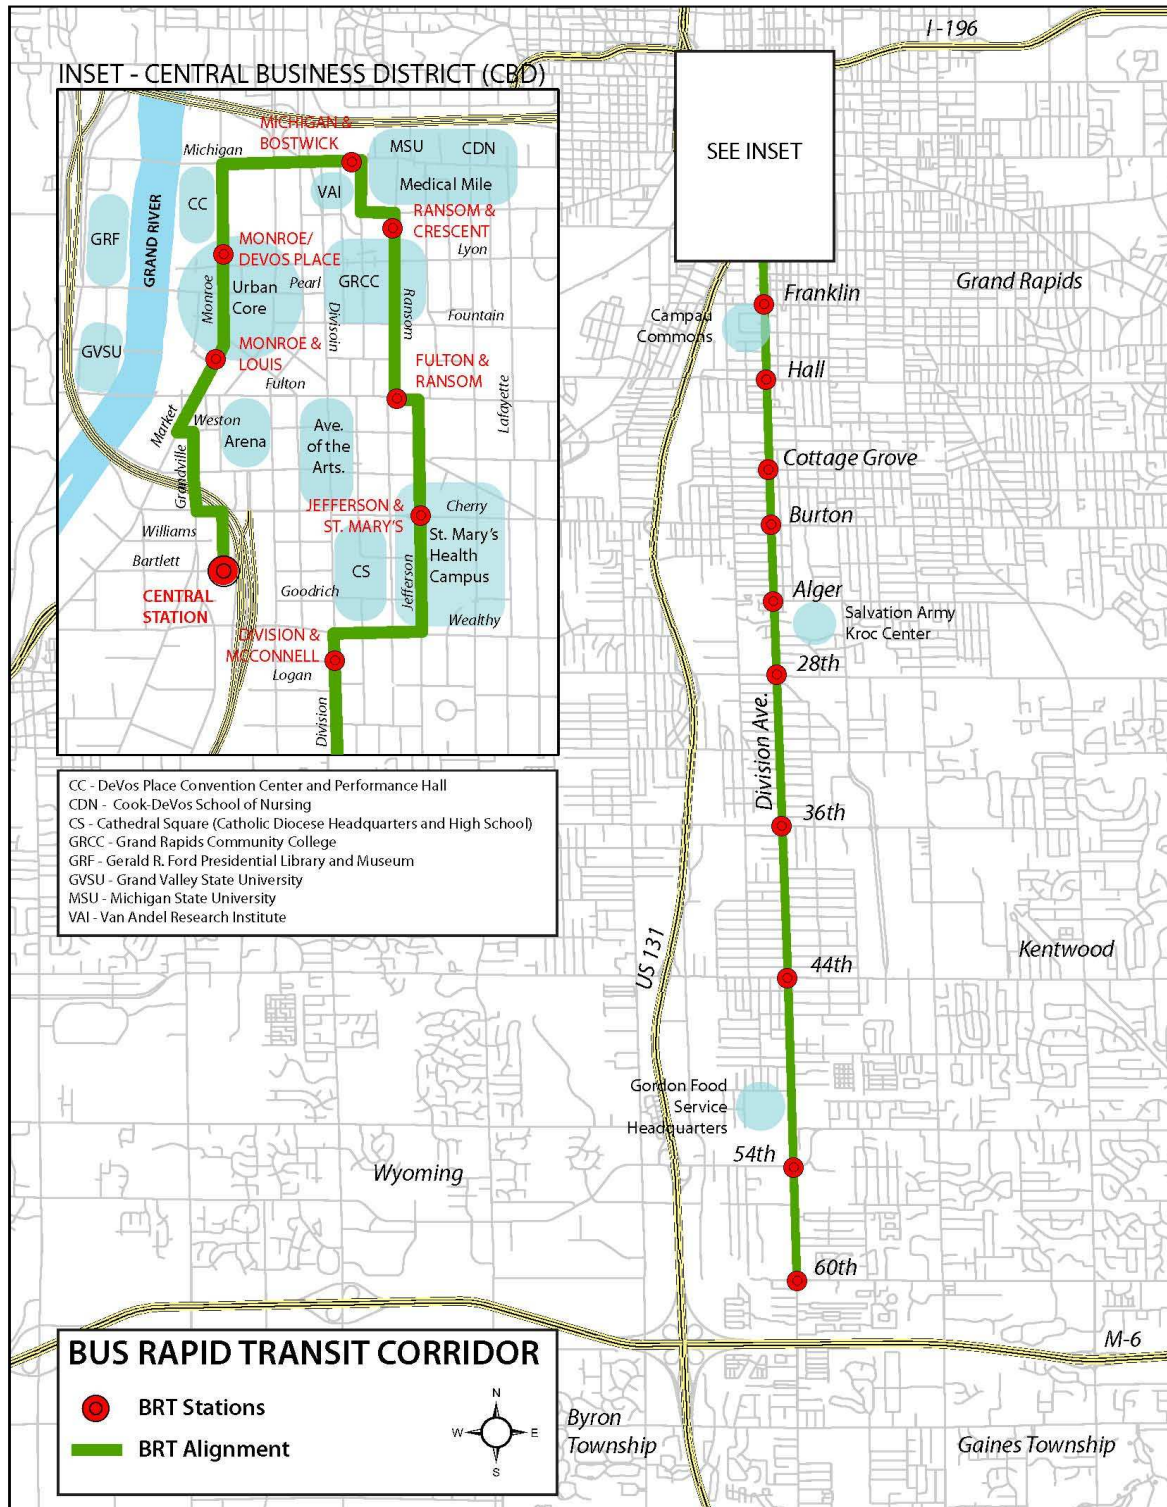 I-196
INSET - CENTRAL BUSINESS DISTRICT (CBD)
MICHIGAN &
BOSTWICK
Michigan
MSU
CDN
VAI
Medical Mile
CC
RANSOM &
CRESCENT
GRF
GRAND RIVER
MONROE/
DEVOS PLACE
Lyon
Urban
Core
Pearl
GRCC
Monroe
Divisoin
Ransom
Fountain
GVSU
MONROE &
LOUIS
Fulton
FULTON &
RANSOM
Lafayette
Market
Weston
Arena
Ave.
of the
Arts.
Grandville
JEFFERSON &
ST. MARY'S
Cherry
Williams
St. Mary's
Health
Campus
Bartlett
CS
Jefferson
Goodrich
CENTRAL
STATION
Wealthy
DIVISION &
MCCONNELL
Logan
Division
SEE INSET
Grand Rapids
Franklin
Campau
Commons
Hall
Cottage Grove
Burton
Alger
Salvation Army
Kroc Center
28th
Division Ave.
36th
US 131
44th
Kentwood
Gordon Food
Service
Headquarters
54th
Wyoming
60th
M-6
Byron
Township
Gaines Township
CC - DeVos Place Convention Center and Performance Hall
CDN - Cook-DeVos School of Nursing
CS - Cathedral Square (Catholic Diocese Headquarters and High School)
GRCC - Grand Rapids Community College
GRF - Gerald R. Ford Presidential Library and Museum
GVSU - Grand Valley State University
MSU - Michigan State University
VAI - Van Andel Research Institute
BUS RAPID TRANSIT CORRIDOR
BRT Stations
BRT Alignment
N
W
E
S